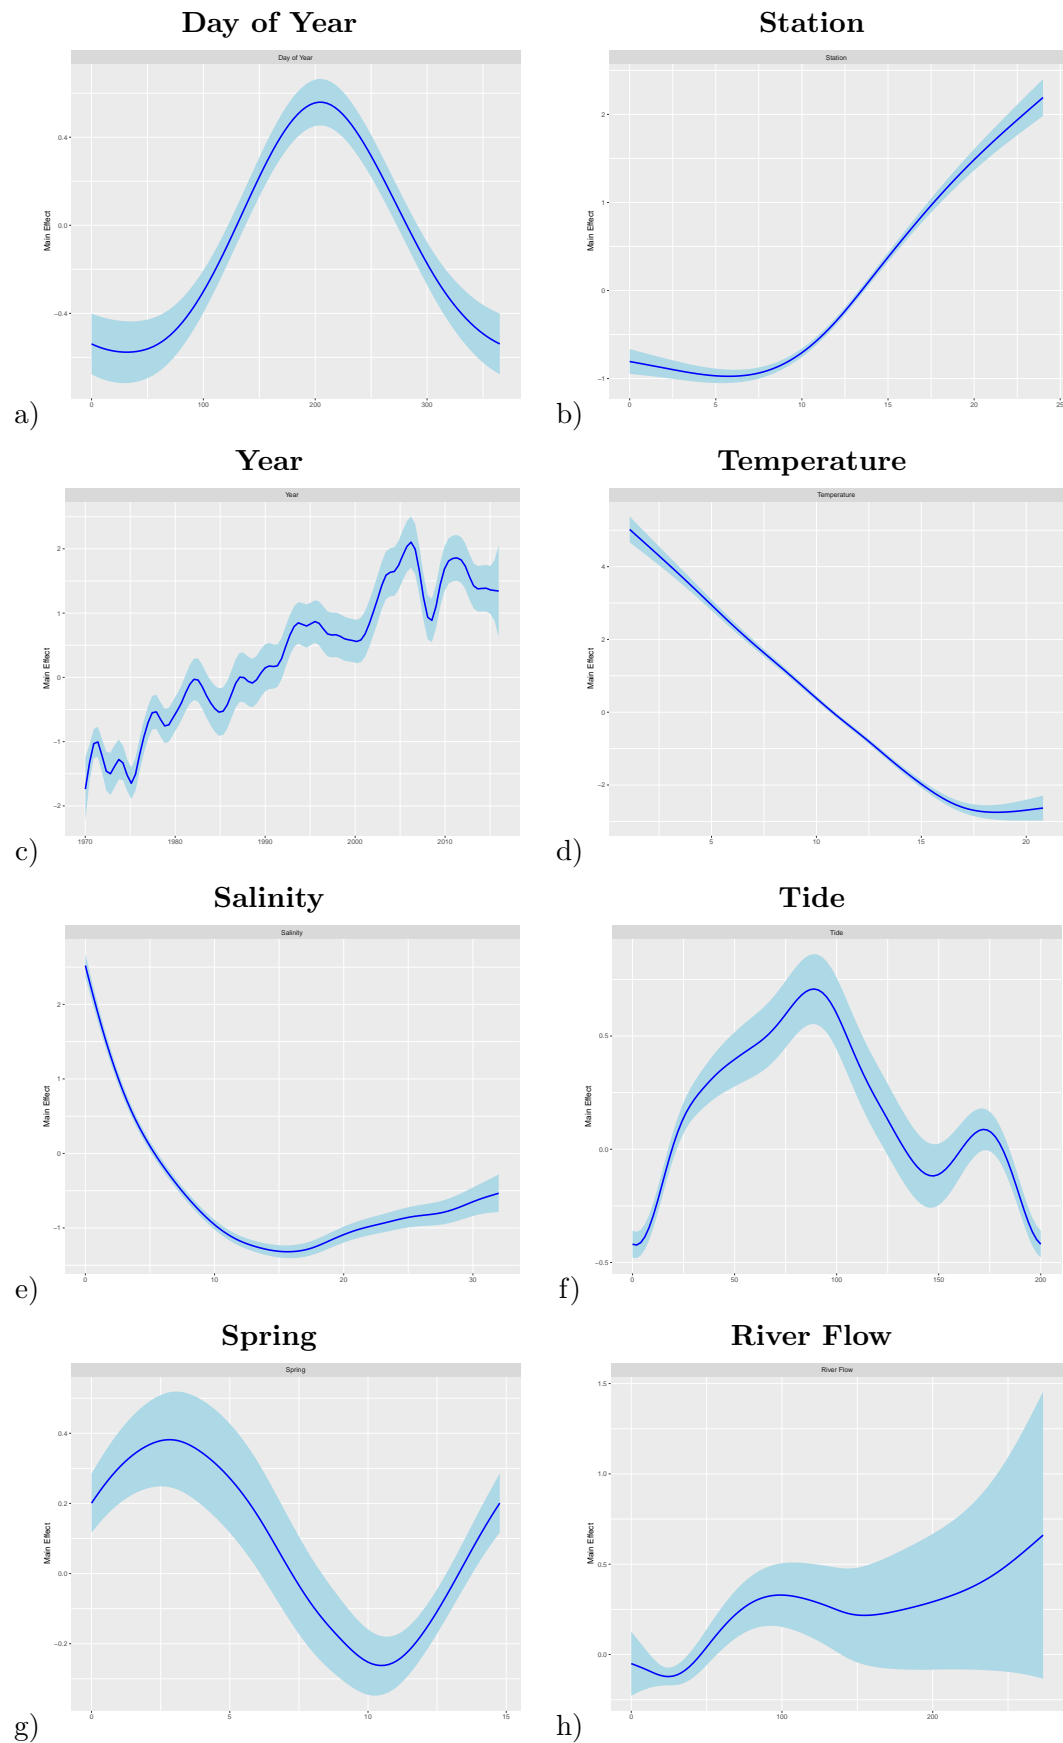 Day of Year
Station
Day of Year
Main Effect
0.4
0.0
−0.4
0
100
200
300
a)
Station
Main Effect
2
1
0
−1
0
5
10
15
20
25
b)
Year
Temperature
Year
Main Effect
2
1
0
−1
−2
1970
1980
1990
2000
2010
c)
Temperature
Main Effect
4
2
0
−2
5
10
15
20
d)
Salinity
Tide
Salinity
Main Effect
2
1
0
−1
0
10
20
30
e)
Tide
Main Effect
0.5
0.0
−0.5
0
50
100
150
200
f)
Spring
River Flow
Spring
Main Effect
0.4
0.2
0.0
−0.2
0
5
10
15
g)
River Flow
Main Effect
1.5
1.0
0.5
0.0
0
100
200
h)